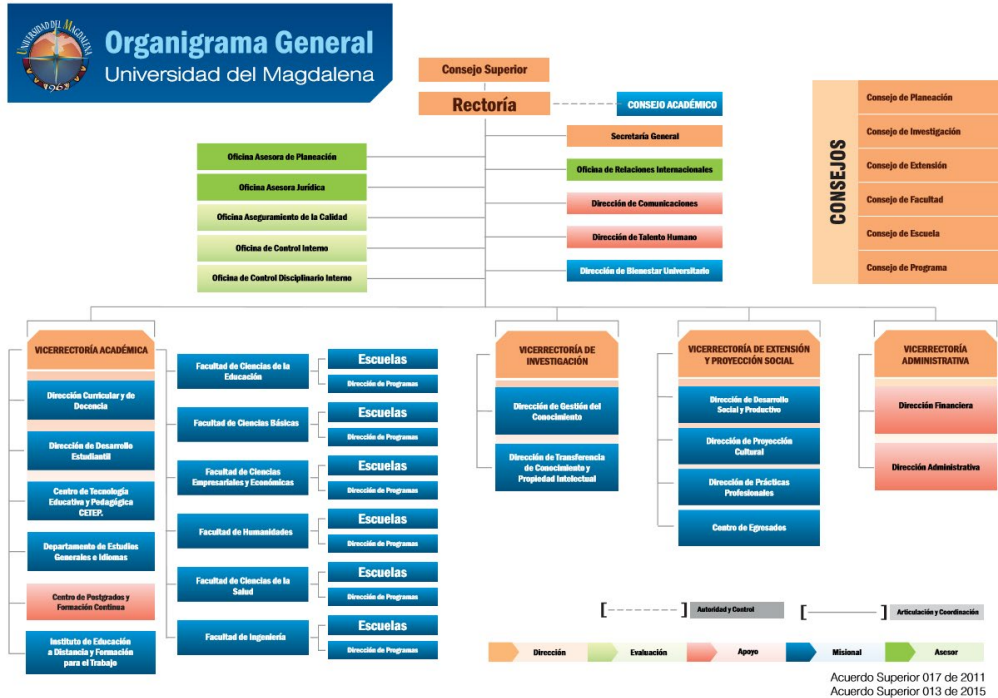 UNIVERSIDAD DEL MAGDALENA
1962
Organigrama General
Universidad del Magdalena
Consejo Superior
Rectoría
CONSEJO ACADÉMICO
Secretaría General
Oficina de Relaciones Internacionales
Dirección de Comunicaciones
Dirección de Talento Humano
Dirección de Bienestar Universitario
Oficina Asesora de Planeación
Oficina Asesora Jurídica
Oficina Aseguramiento de la Calidad
Oficina de Control Interno
Oficina de Control Disciplinario Interno
CONSEJOS
Consejo de Planeación
Consejo de Investigación
Consejo de Extensión
Consejo de Facultad
Consejo de Escuela
Consejo de Programa
VICERRECTORÍA ACADÉMICA
Dirección Curricular y de
Docencia
Dirección de Desarrollo
Estudiantil
Centro de Tecnología
Educativa y Pedagógica
CETEP.
Departamento de Estudios
Generales e Idiomas
Centro de Postgrados y
Formación Continua
Instituto de Educación
a Distancia y Formación
para el Trabajo
Facultad de Ciencias de la
Educación
Escuelas
Dirección de Programas
Facultad de Ciencias Básicas
Escuelas
Dirección de Programas
Facultad de Ciencias
Empresariales y Económicas
Escuelas
Dirección de Programas
Facultad de Humanidades
Escuelas
Dirección de Programas
Facultad de Ciencias de la
Salud
Escuelas
Dirección de Programas
Facultad de Ingeniería
Escuelas
Dirección de Programas
VICERRECTORÍA DE
INVESTIGACIÓN
Dirección de Gestión del
Conocimiento
Dirección de Transferencia
de Conocimiento y
Propiedad Intelectual
VICERRECTORÍA DE EXTENSIÓN
Y PROYECCIÓN SOCIAL
Dirección de Desarrollo
Social y Productivo
Dirección de Proyección
Cultural
Dirección de Prácticas
Profesionales
Centro de Egresados
VICERRECTORÍA
ADMINISTRATIVA
Dirección Financiera
Dirección Administrativa
Autoridad y Control
Articulación y Coordinación
Dirección
Evaluación
Apoyo
Misional
Asesor
Acuerdo Superior 017 de 2011
Acuerdo Superior 013 de 2015